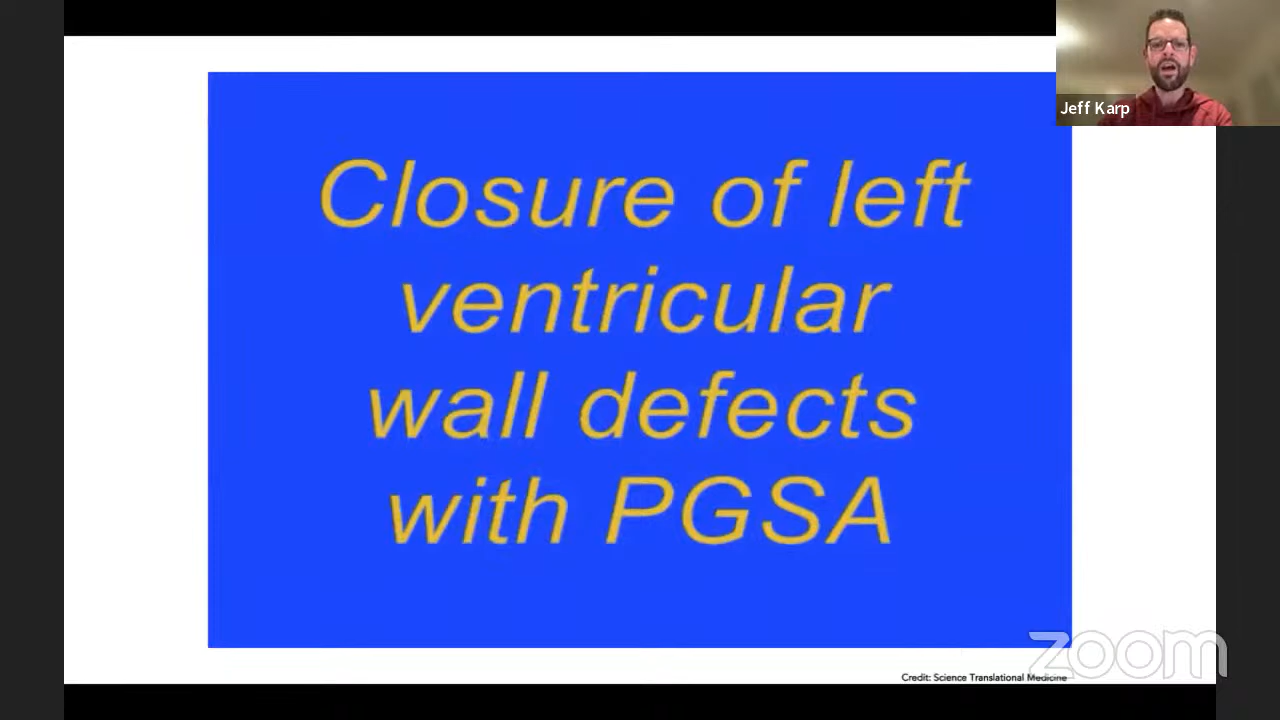 Jeff Karp
Closure of left
ventricular
wall defects
with PGSA
zoom
Credit: Science Translational Medicine